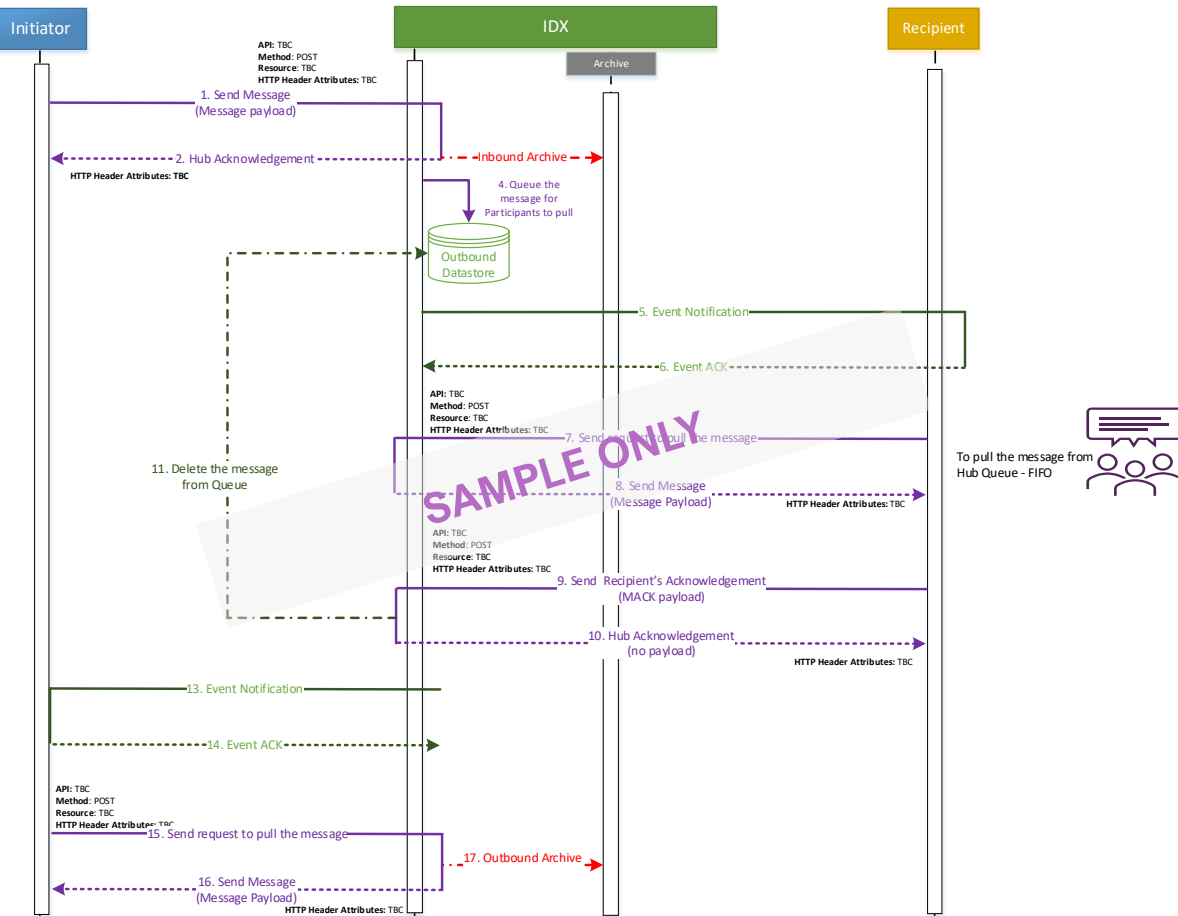 Initiator
IDX
Recipient
Archive
API: TBC
Method: POST
Resource: TBC
HTTP Header Attributes: TBC
1. Send Message
(Message payload)
2. Hub Acknowledgement
Inbound Archive
HTTP Header Attributes: TBC
4. Queue the
message for
Participants to pull
Outbound
Datastore
5. Event Notification
6. Event ACK
API: TBC
Method: POST
Resource: TBC
HTTP Header Attributes: TBC
7. Send request to pull the message
To pull the message from
Hub Queue - FIFO
11. Delete the message
from Queue
SAMPLE ONLY
8. Send Message
(Message Payload)
HTTP Header Attributes: TBC
API: TBC
Method: POST
Resource: TBC
HTTP Header Attributes: TBC
9. Send Recipient's Acknowledgement
(MACK payload)
10. Hub Acknowledgement
(no payload)
HTTP Header Attributes: TBC
13. Event Notification
14. Event ACK
API: TBC
Method: POST
Resource: TBC
HTTP Header Attributes: TBC
15. Send request to pull the message
17. Outbound Archive
16. Send Message
(Message Payload)
HTTP Header Attributes: TBC